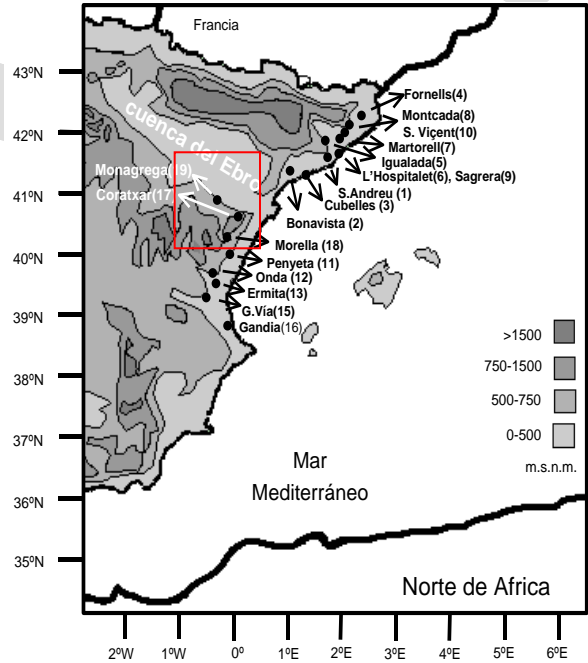 Francia
43ºN
Fornells(4)
Montcada(8)
42ºN
S. Viçent(10)
Martorell(7)
Igualada(5)
L'Hospitalet(6), Sagrera(9)
cuenca del Ebro
Monagrega(19)
41ºN
Coratxar(17)
S.Andreu (1)
Cubelles (3)
Bonavista (2)
Morella (18)
40ºN
Penyeta (11)
Onda (12)
Ermita(13)
39ºN
G.Vía(15)
Gandia(16)
>1500
750-1500
38ºN
500-750
0-500
37ºN
m.s.n.m.
Mar
Mediterráneo
36ºN
35ºN
Norte de Africa
2ºW
1ºW
0º
1ºE
2ºE
3ºE
4ºE
5ºE
6ºE